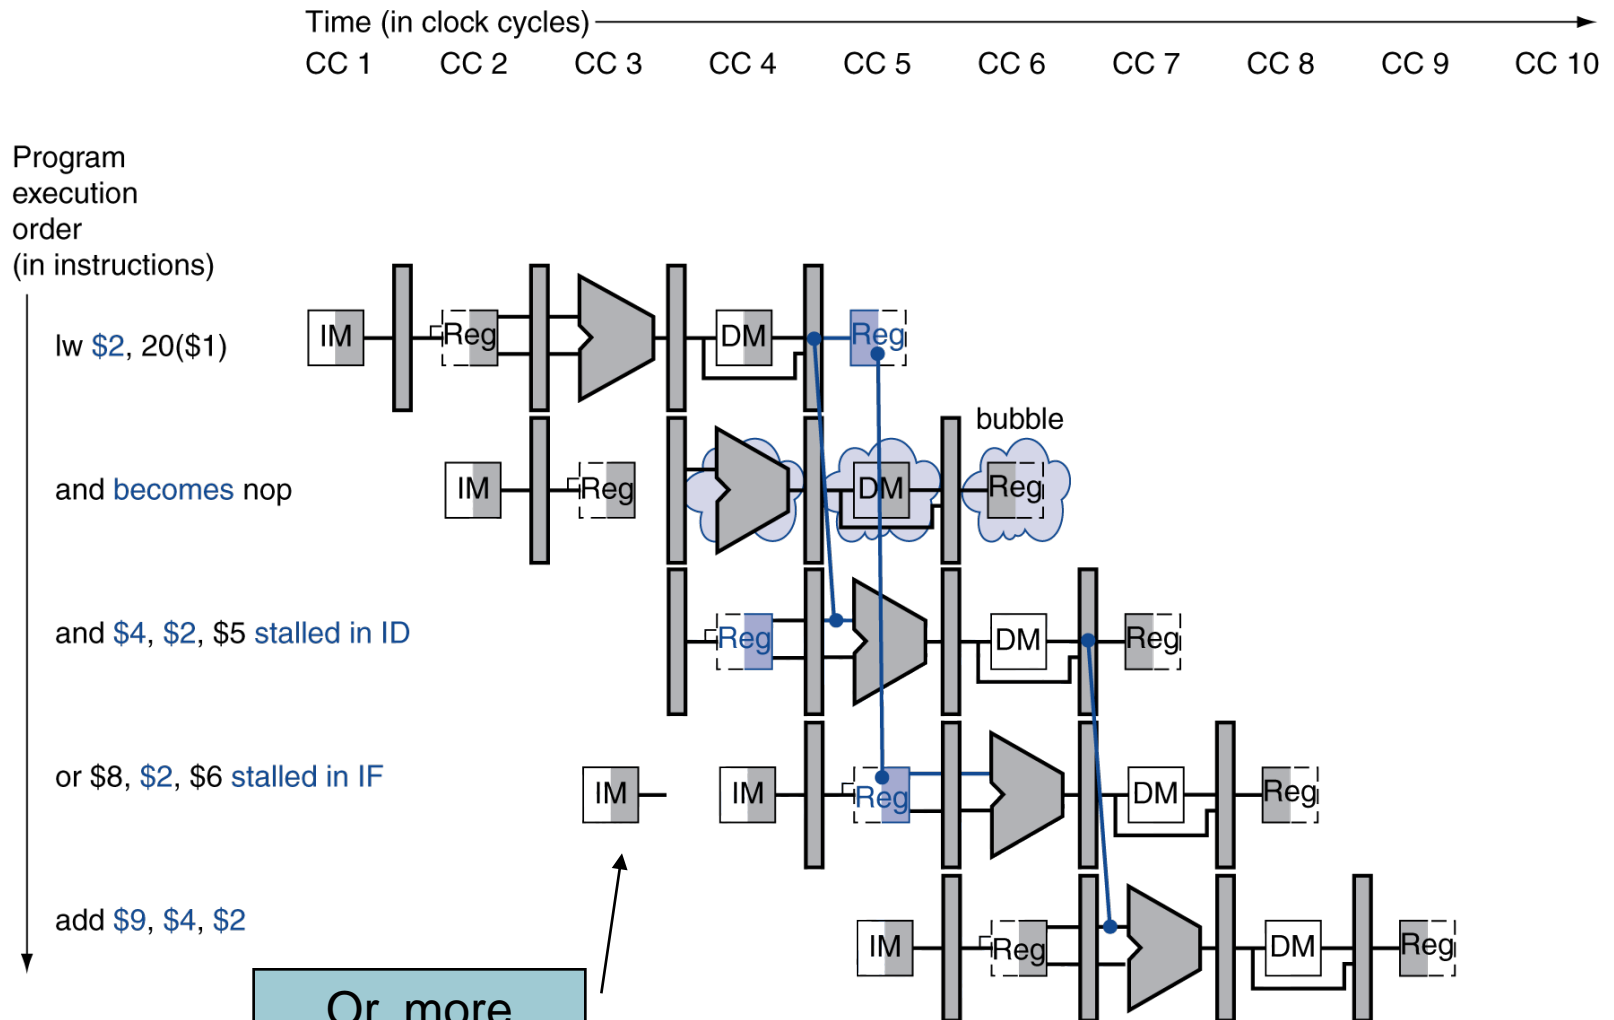 Time (in clock cycles)
CC 1 CC 2 CC 3 CC 4 CC 5 CC 6 CC 7 CC 8 CC 9 CC 10
Program
execution
order
(in instructions)
lw $2, 20($1)
IM Reg DM Reg
bubble
and becomes nop
IM Reg DM Reg
and $4, $2, $5 stalled in ID
Reg DM Reg
or $8, $2, $6 stalled in IF
IM IM Reg DM Reg
add $9, $4, $2
IM Reg DM Reg
Or, more